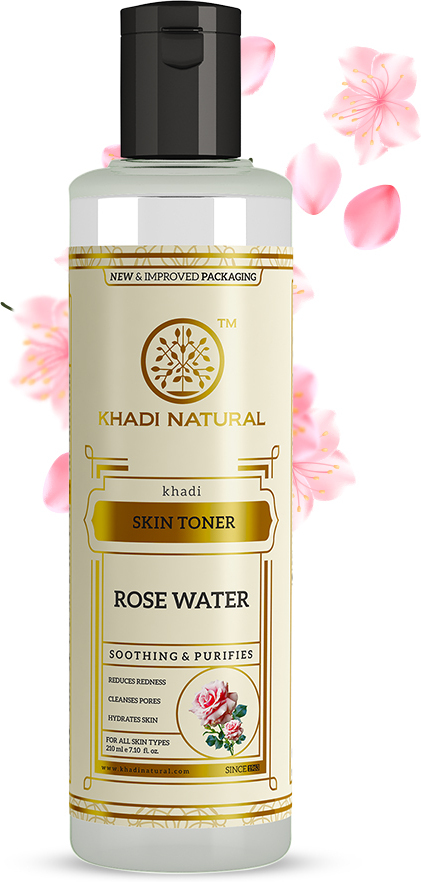 NEW & IMPROVED PACKAGING
TM
KHADI NATURAL
khadi
SKIN TONER
ROSE WATER
SOOTHING & PURIFIES
REDUCES REDNESS
CLEANSES PORES
HYDRATES SKIN
FOR ALL SKIN TYPES
210 ml e 7.10 fl. oz.
www.khadinatural.com
SINCE